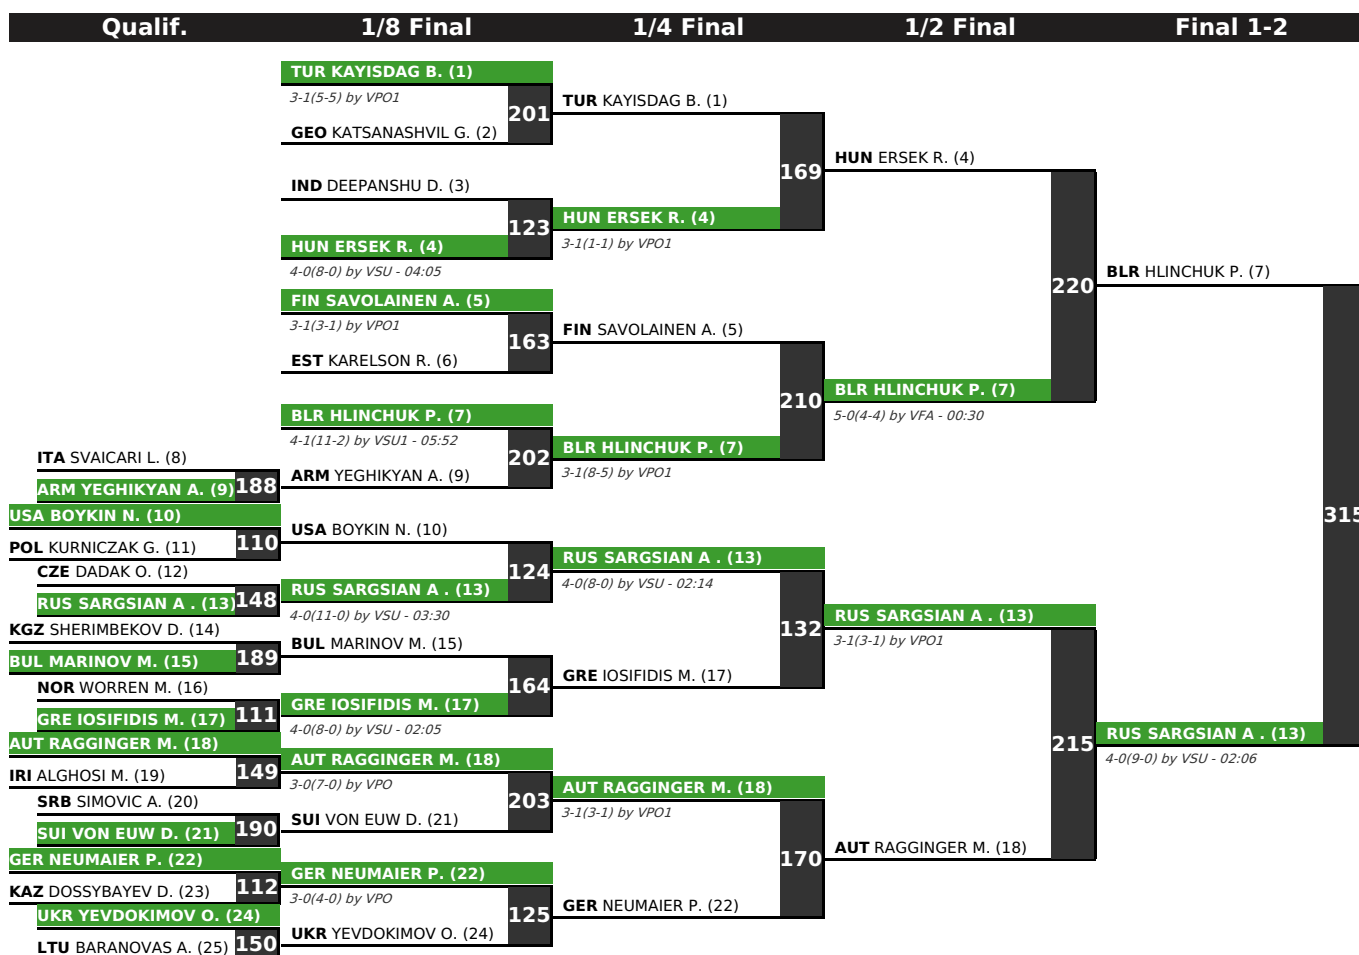 Qualif.
1/8 Final
1/4 Final
1/2 Final
Final 1-2
ITA SVAICARI L. (8)
188
ARM YEGHIKYAN A. (9)
USA BOYKIN N. (10)
110
POL KURNICZAK G. (11)
CZE DADAK O. (12)
148
RUS SARGSIAN A . (13)
KGZ SHERIMBEKOV D. (14)
189
BUL MARINOV M. (15)
NOR WORREN M. (16)
111
GRE IOSIFIDIS M. (17)
AUT RAGGINGER M. (18)
149
IRI ALGHOSI M. (19)
SRB SIMOVIC A. (20)
190
SUI VON EUW D. (21)
GER NEUMAIER P. (22)
112
KAZ DOSSYBAYEV D. (23)
UKR YEVDOKIMOV O. (24)
150
LTU BARANOVAS A. (25)
TUR KAYISDAG B. (1)
3-1(5-5) by VPO1
201
GEO KATSANASHVIL G. (2)
IND DEEPANSHU D. (3)
123
HUN ERSEK R. (4)
4-0(8-0) by VSU - 04:05
FIN SAVOLAINEN A. (5)
3-1(3-1) by VPO1
163
EST KARELSON R. (6)
BLR HLINCHUK P. (7)
4-1(11-2) by VSU1 - 05:52
202
ARM YEGHIKYAN A. (9)
USA BOYKIN N. (10)
124
RUS SARGSIAN A . (13)
4-0(11-0) by VSU - 03:30
BUL MARINOV M. (15)
164
GRE IOSIFIDIS M. (17)
4-0(8-0) by VSU - 02:05
AUT RAGGINGER M. (18)
3-0(7-0) by VPO
203
SUI VON EUW D. (21)
GER NEUMAIER P. (22)
3-0(4-0) by VPO
125
UKR YEVDOKIMOV O. (24)
TUR KAYISDAG B. (1)
169
HUN ERSEK R. (4)
3-1(1-1) by VPO1
FIN SAVOLAINEN A. (5)
210
BLR HLINCHUK P. (7)
3-1(8-5) by VPO1
RUS SARGSIAN A . (13)
4-0(8-0) by VSU - 02:14
132
GRE IOSIFIDIS M. (17)
AUT RAGGINGER M. (18)
3-1(3-1) by VPO1
170
GER NEUMAIER P. (22)
HUN ERSEK R. (4)
220
BLR HLINCHUK P. (7)
5-0(4-4) by VFA - 00:30
RUS SARGSIAN A . (13)
3-1(3-1) by VPO1
215
AUT RAGGINGER M. (18)
BLR HLINCHUK P. (7)
315
RUS SARGSIAN A . (13)
4-0(9-0) by VSU - 02:06